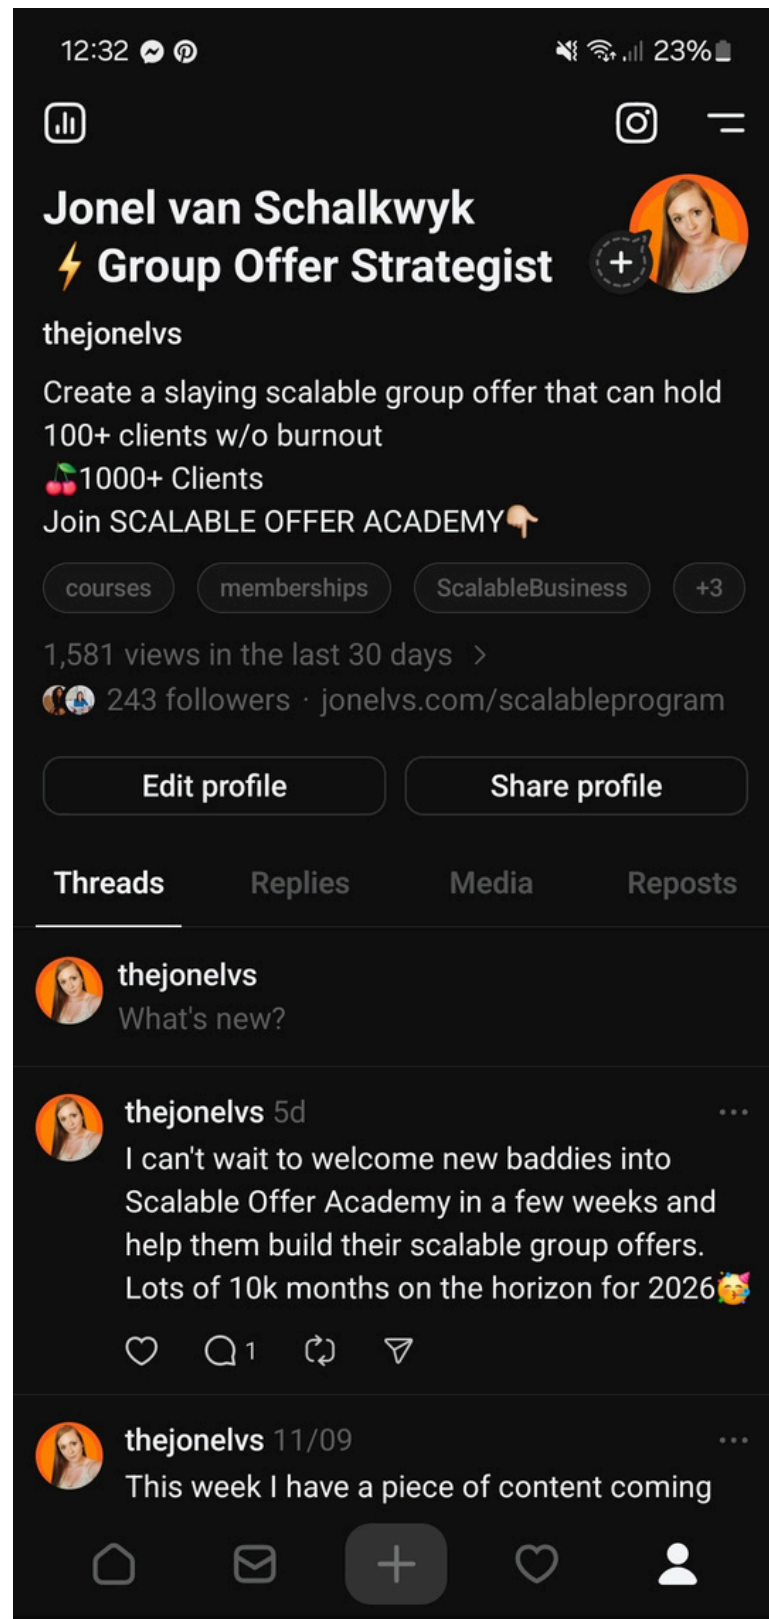 12:32 23%
Jonel van Schalkwyk
⚡ Group Offer Strategist
thejonelvs
Create a slaying scalable group offer that can hold
100+ clients w/o burnout
🍒1000+ Clients
Join SCALABLE OFFER ACADEMY👇🏼
courses memberships ScalableBusiness +3
1,581 views in the last 30 days >
243 followers · jonelvs.com/scalableprogram
Edit profile Share profile
Threads Replies Media Reposts
thejonelvs
What's new?
thejonelvs 5d
I can't wait to welcome new baddies into
Scalable Offer Academy in a few weeks and
help them build their scalable group offers.
Lots of 10k months on the horizon for 2026🥳
1
thejonelvs 11/09
This week I have a piece of content coming